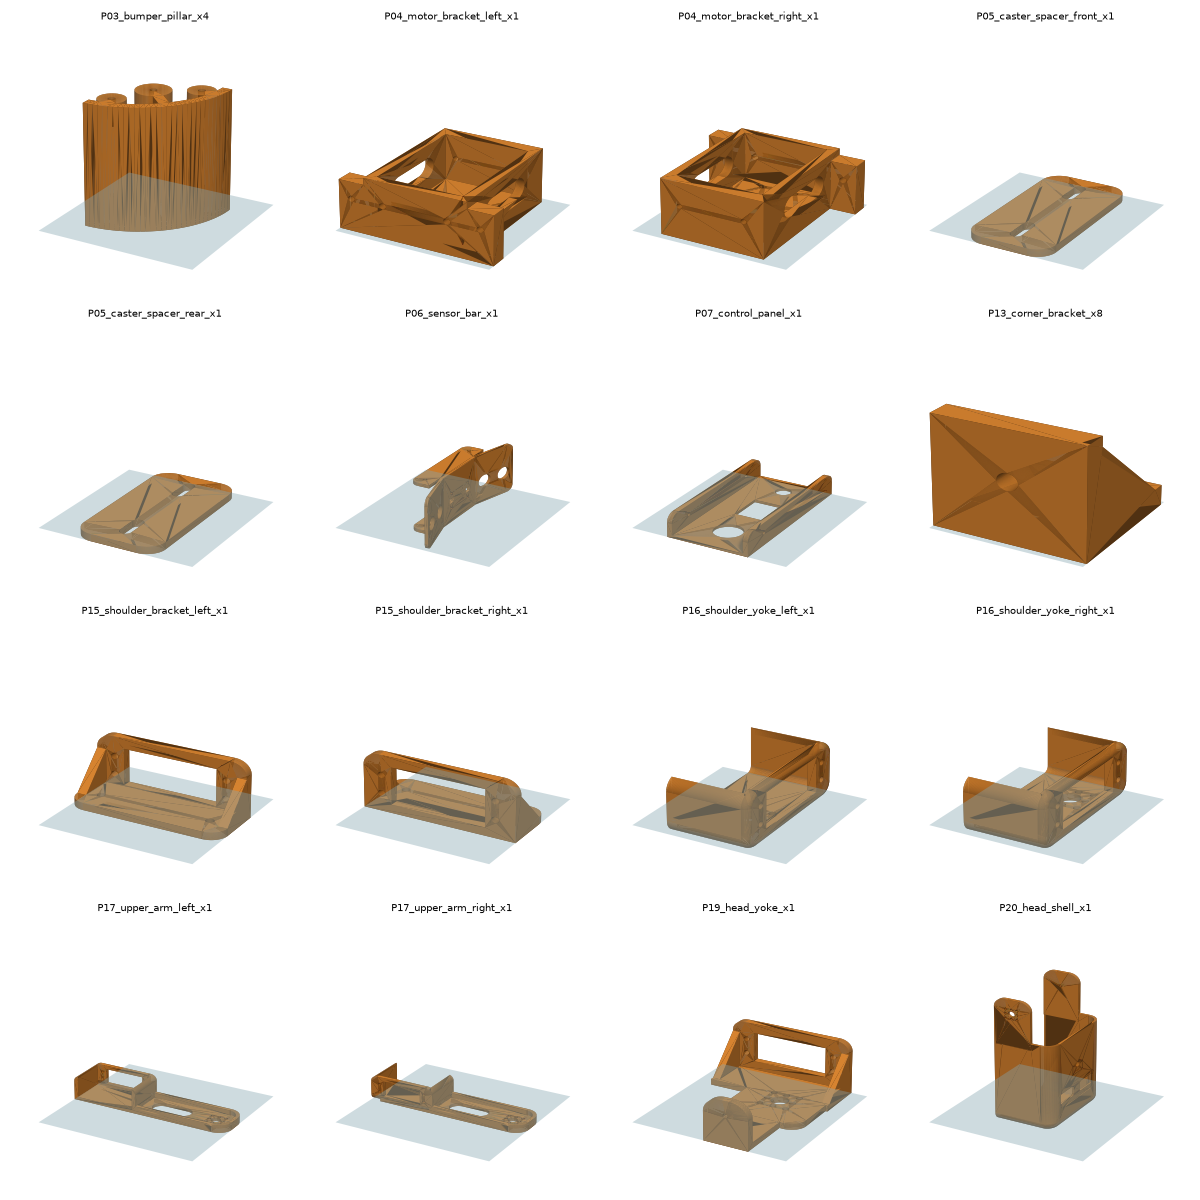 P03_bumper_pillar_x4
P04_motor_bracket_left_x1
P04_motor_bracket_right_x1
P05_caster_spacer_front_x1
P05_caster_spacer_rear_x1
P06_sensor_bar_x1
P07_control_panel_x1
P13_corner_bracket_x8
P15_shoulder_bracket_left_x1
P15_shoulder_bracket_right_x1
P16_shoulder_yoke_left_x1
P16_shoulder_yoke_right_x1
P17_upper_arm_left_x1
P17_upper_arm_right_x1
P19_head_yoke_x1
P20_head_shell_x1